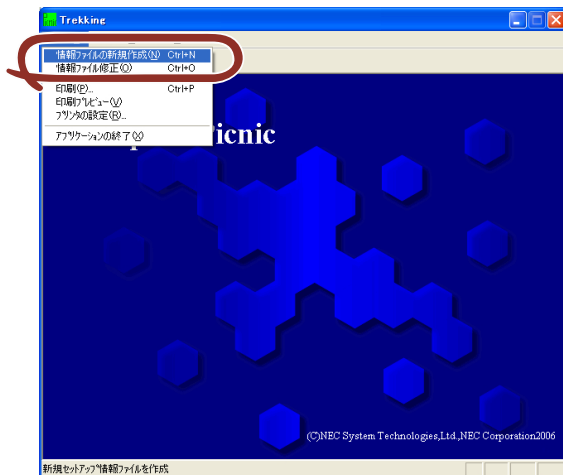 Trekking
情報ファイルの新規作成(N) Ctrl+N
情報ファイル修正(O) Ctrl+O
印刷(P)... Ctrl+P
印刷プレビュー(V)
プリンタの設定(R)...
アプリケーションの終了(X)
icnic
(C)NEC System Technologies,Ltd.,NEC Corporation2006
新規セットアップ情報ファイルを作成